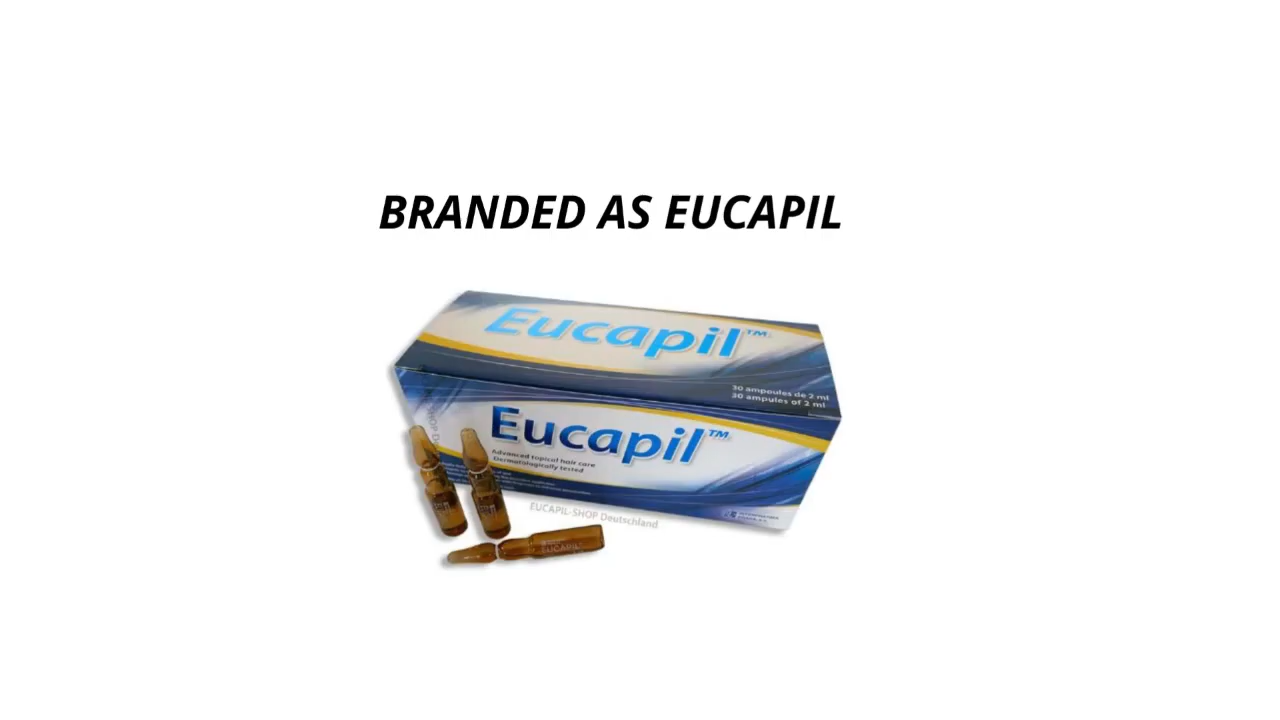 BRANDED AS EUCAPIL
Eucapil™
30 ampoules de 2 ml
30 ampules of 2 ml
Eucapil™
Advanced topical hair care
Dermatologically tested
EUCAPIL-SHOP Deutschland
EUCAPIL